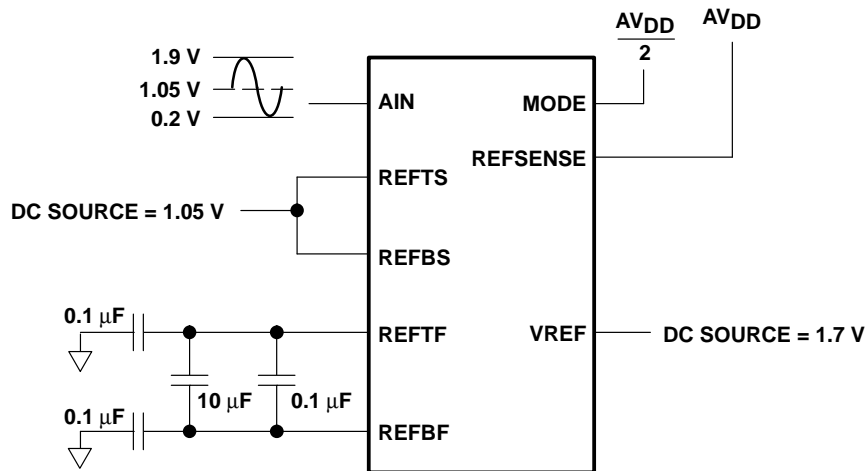 AVDD
2
AVDD
1.9 V
1.05 V
0.2 V
AIN
MODE
REFSENSE
REFTS
DC SOURCE = 1.05 V
REFBS
0.1 μF
REFTF
VREF
DC SOURCE = 1.7 V
10 μF
0.1 μF
0.1 μF
REFBF